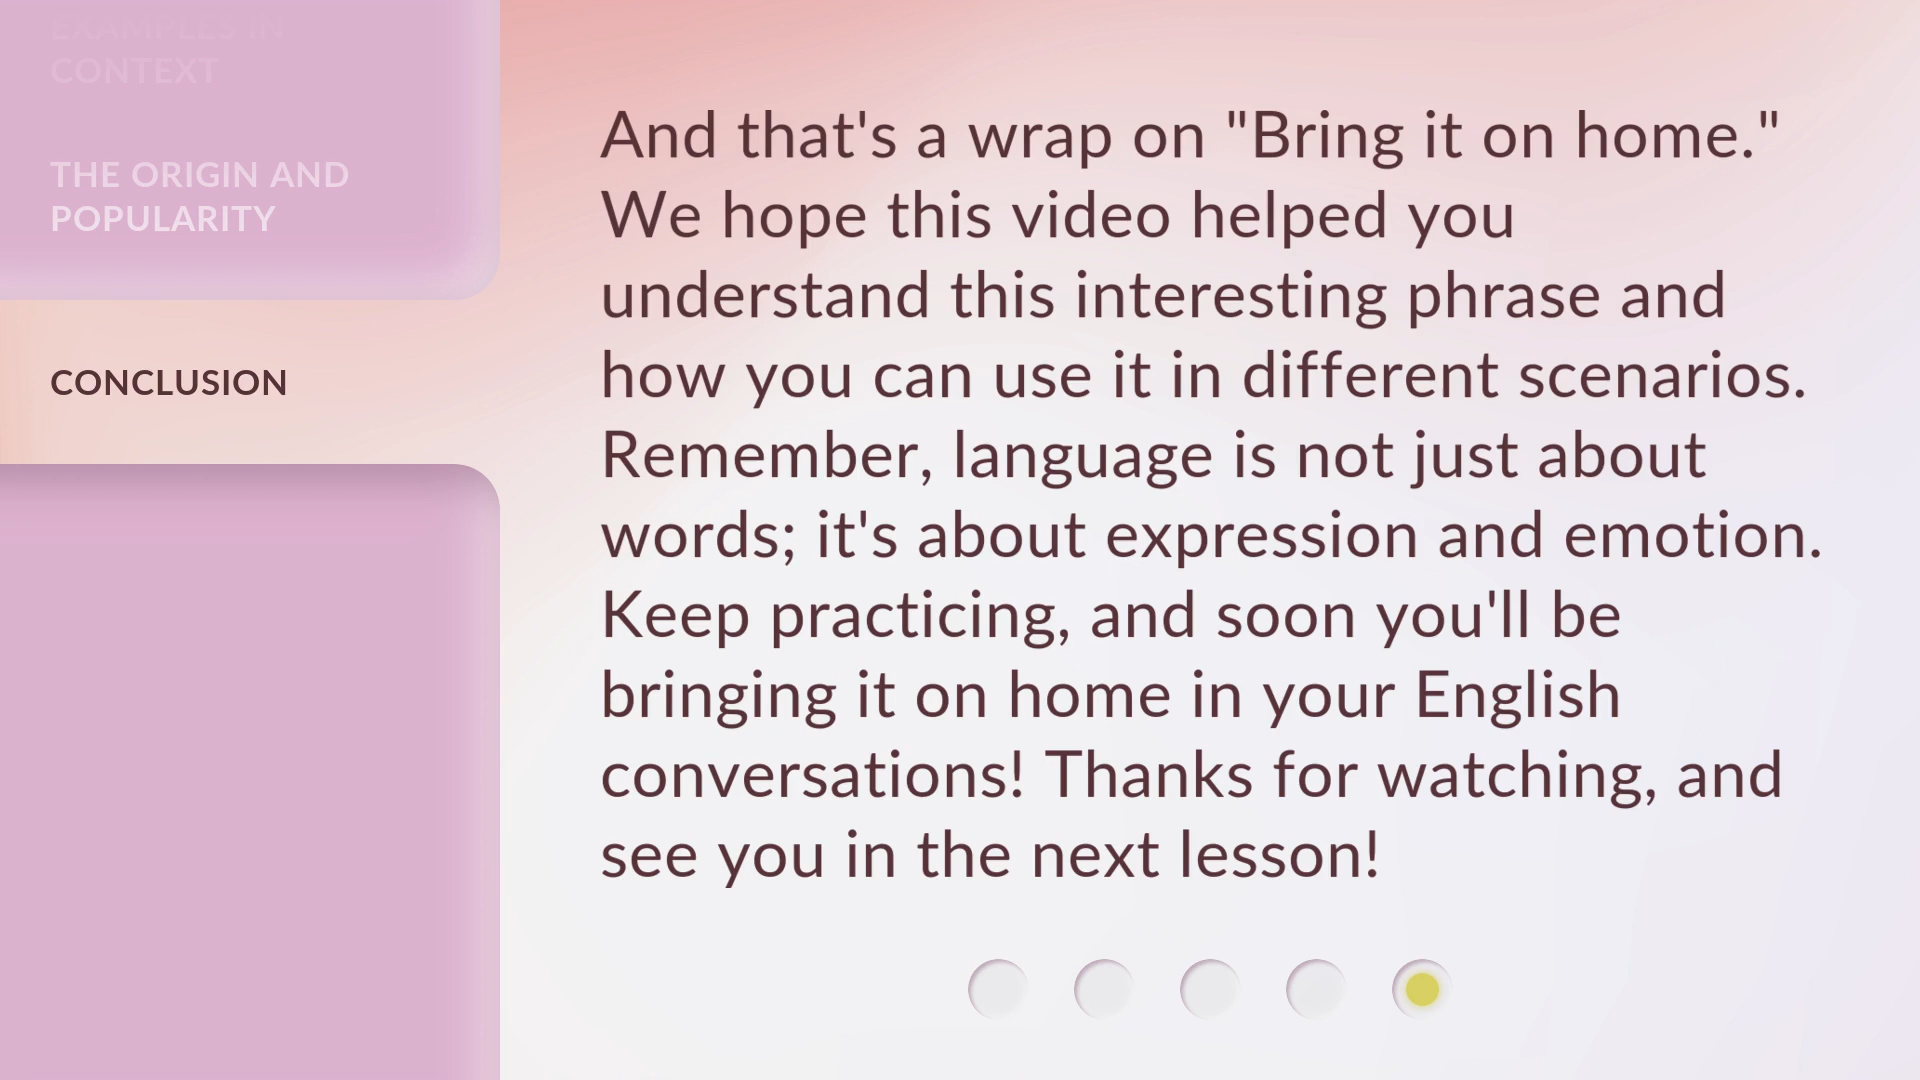 EXAMPLES IN
CONTEXT
THE ORIGIN AND
POPULARITY
CONCLUSION
And that's a wrap on "Bring it on home."
We hope this video helped you
understand this interesting phrase and
how you can use it in different scenarios.
Remember, language is not just about
words; it's about expression and emotion.
Keep practicing, and soon you'll be
bringing it on home in your English
conversations! Thanks for watching, and
see you in the next lesson!